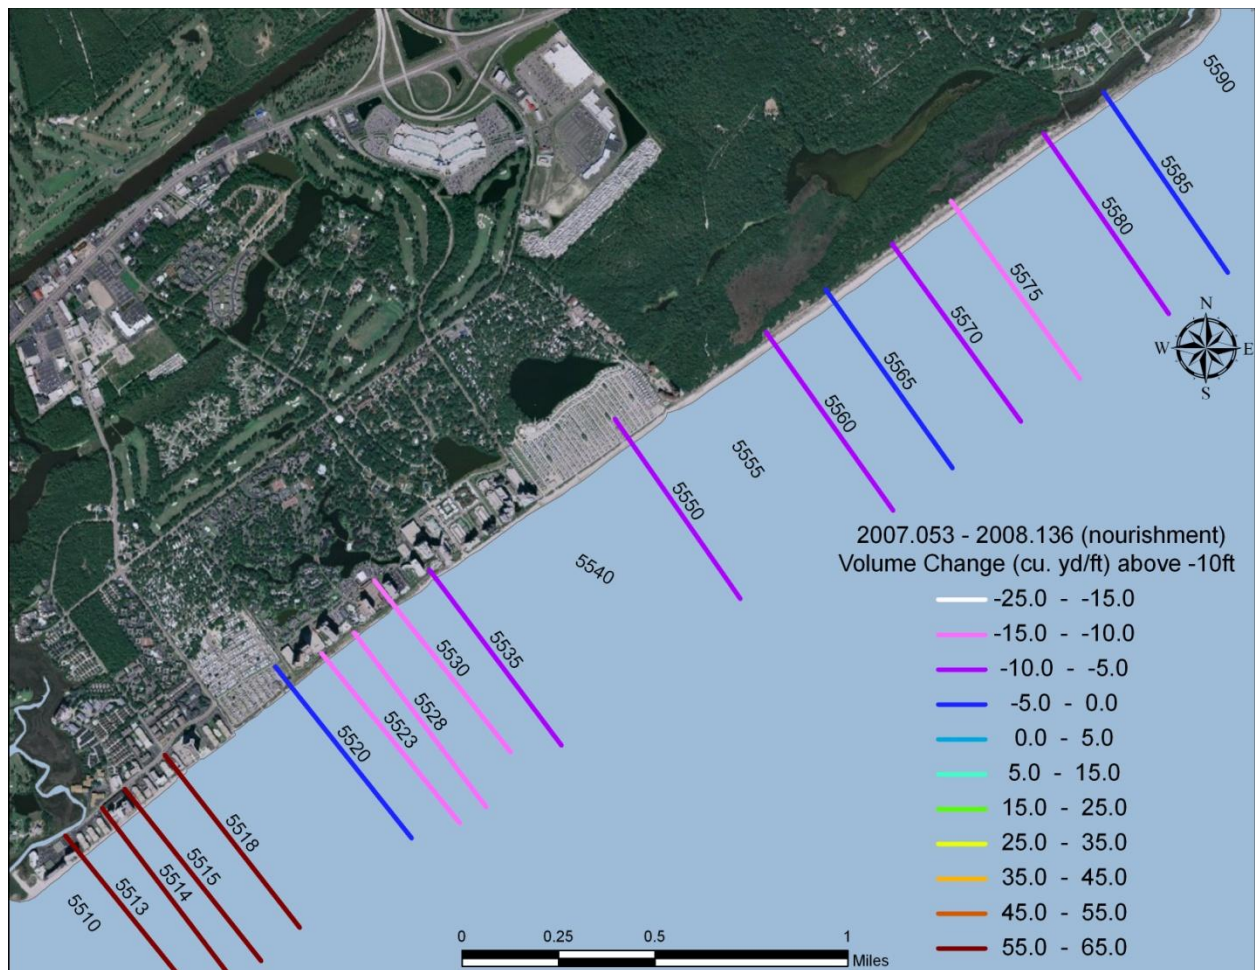 5590
5585
5580
5575
5570
5565
5560
5555
5550
5540
5535
5530
5528
5523
5520
5518
5515
5514
5513
5510
N
W E
S
2007.053 - 2008.136 (nourishment)
Volume Change (cu. yd/ft) above -10ft
-25.0 - -15.0
-15.0 - -10.0
-10.0 - -5.0
-5.0 - 0.0
0.0 - 5.0
5.0 - 15.0
15.0 - 25.0
25.0 - 35.0
35.0 - 45.0
45.0 - 55.0
55.0 - 65.0
0 0.25 0.5 1
Miles